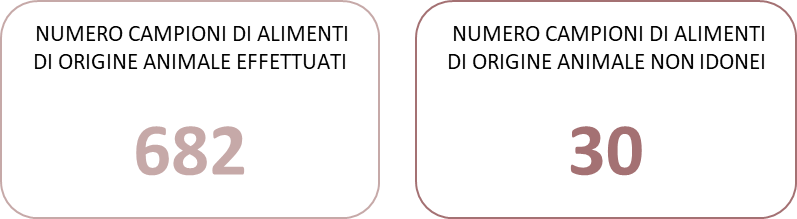 NUMERO CAMPIONI DI ALIMENTI
DI ORIGINE ANIMALE EFFETTUATI
682
NUMERO CAMPIONI DI ALIMENTI
DI ORIGINE ANIMALE NON IDONEI
30